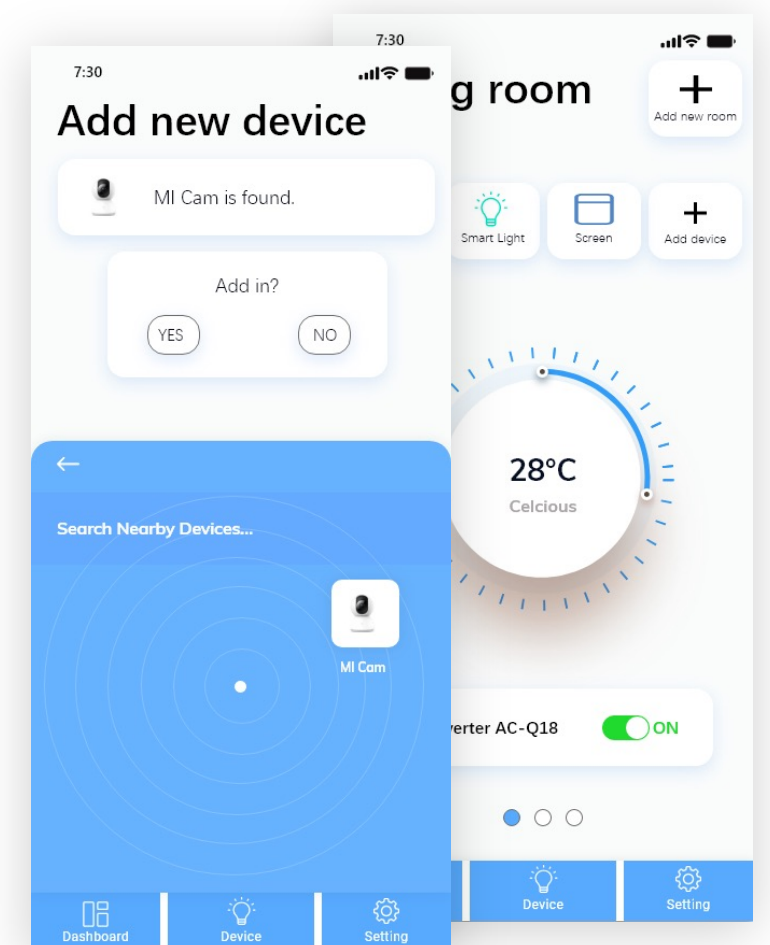 7:30
Add new device
MI Cam is found.
Add in?
YES
NO
Search Nearby Devices...
MI Cam
Dashboard
Device
Setting
7:30
g room
Add new room
Smart Light
Screen
Add device
28°C
Celcious
verter AC-Q18
ON
Device
Setting